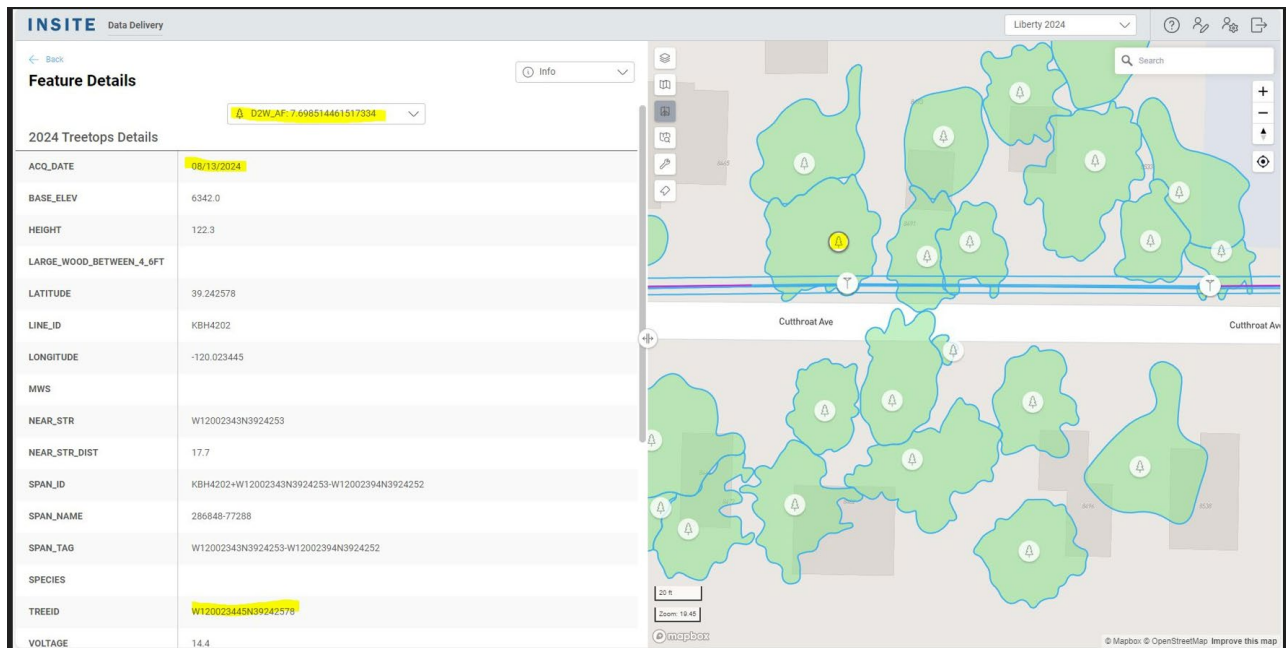 INSITE Data Delivery
Liberty 2024
Back
Feature Details
Info
D2W_AF: 7.698514461517334
2024 Treetops Details
ACQ_DATE 08/13/2024
BASE_ELEV 6342.0
HEIGHT 122.3
LARGE_WOOD_BETWEEN_4_6FT
LATITUDE 39.242578
LINE_ID KBH4202
LONGITUDE -120.023445
MWS
NEAR_STR W12002343N3924253
NEAR_STR_DIST 17.7
SPAN_ID KBH4202+W12002343N3924253-W12002394N3924252
SPAN_NAME 286848-77288
SPAN_TAG W12002343N3924253-W12002394N3924252
SPECIES
TREEID W120023445N39242578
VOLTAGE 14.4
Search
Cutthroat Ave
Cutthroat Av
20 ft
Zoom: 19.45
mapbox
© Mapbox © OpenStreetMap Improve this map